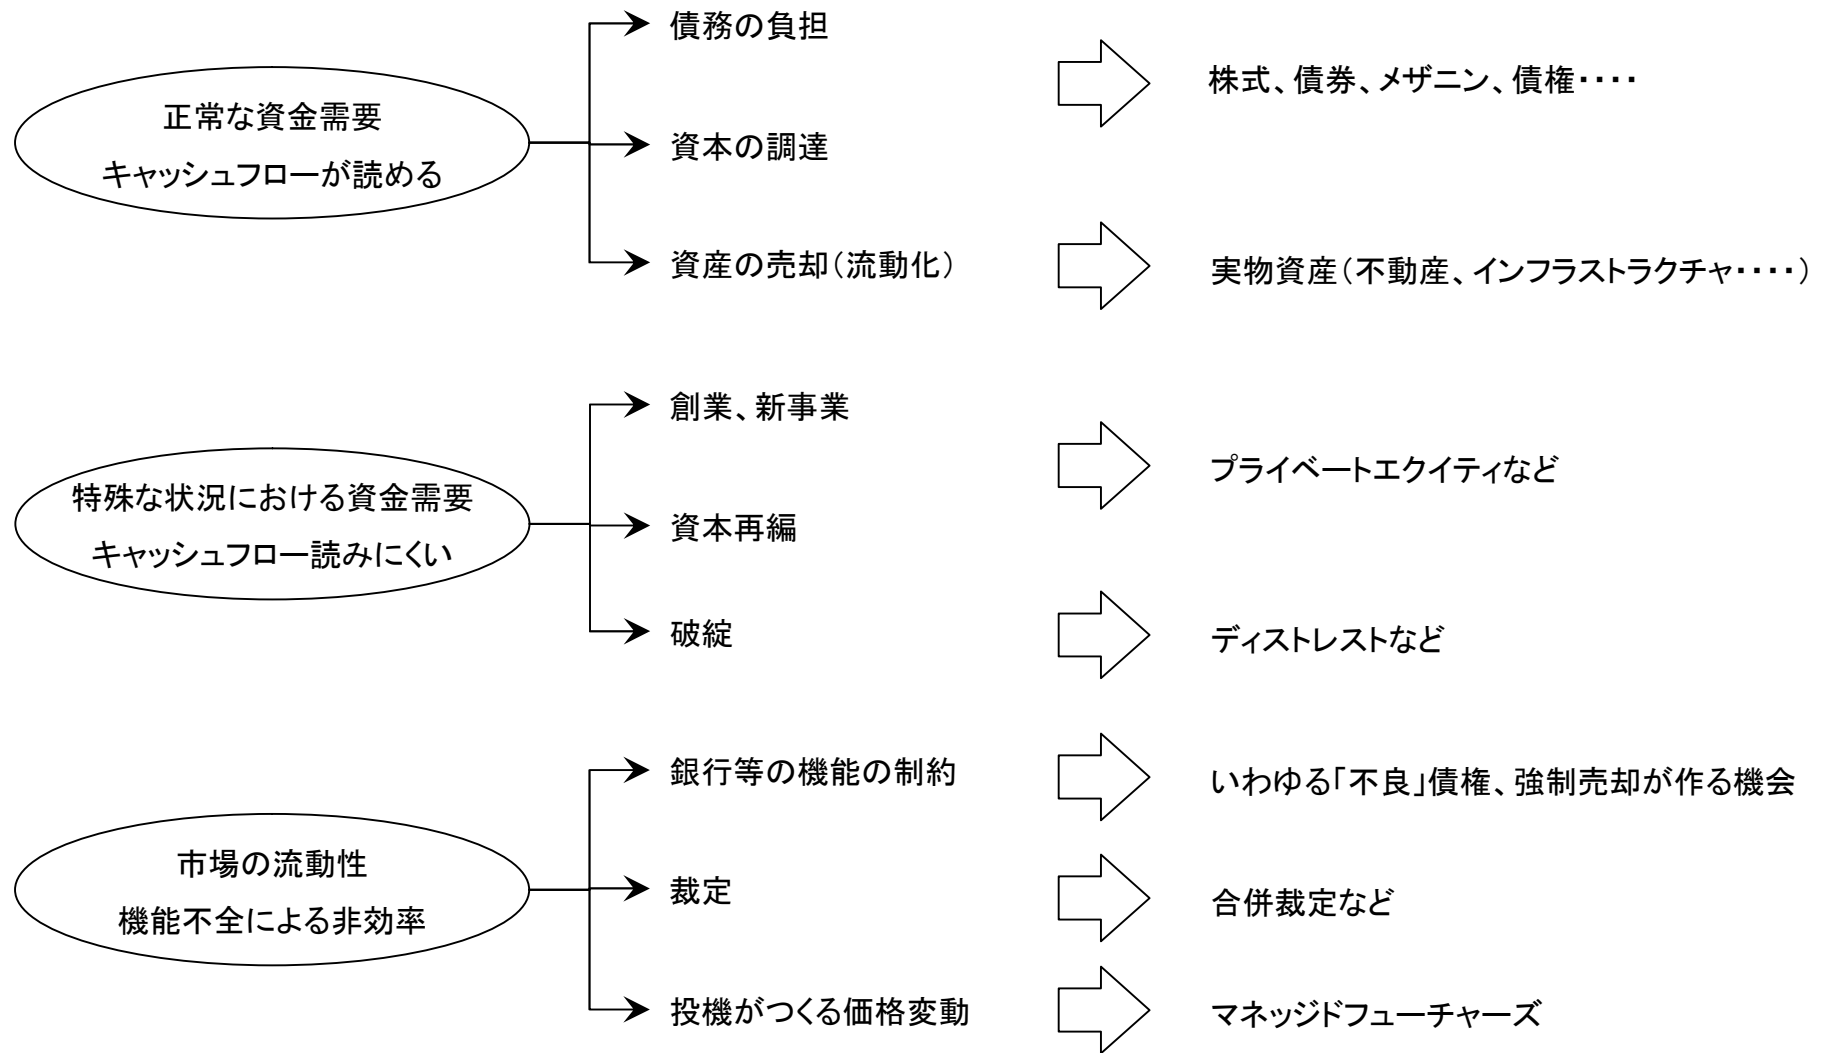 正常な資金需要
キャッシュフローが読める
債務の負担
資本の調達
資産の売却（流動化）
株式、債券、メザニン、債権・・・・
実物資産（不動産、インフラストラクチャ・・・・）
特殊な状況における資金需要
キャッシュフロー読みにくい
創業、新事業
資本再編
破綻
プライベートエクイティなど
ディストレストなど
市場の流動性
機能不全による非効率
銀行等の機能の制約
裁定
投機がつくる価格変動
いわゆる「不良」債権、強制売却が作る機会
合併裁定など
マネッジドフューチャーズ